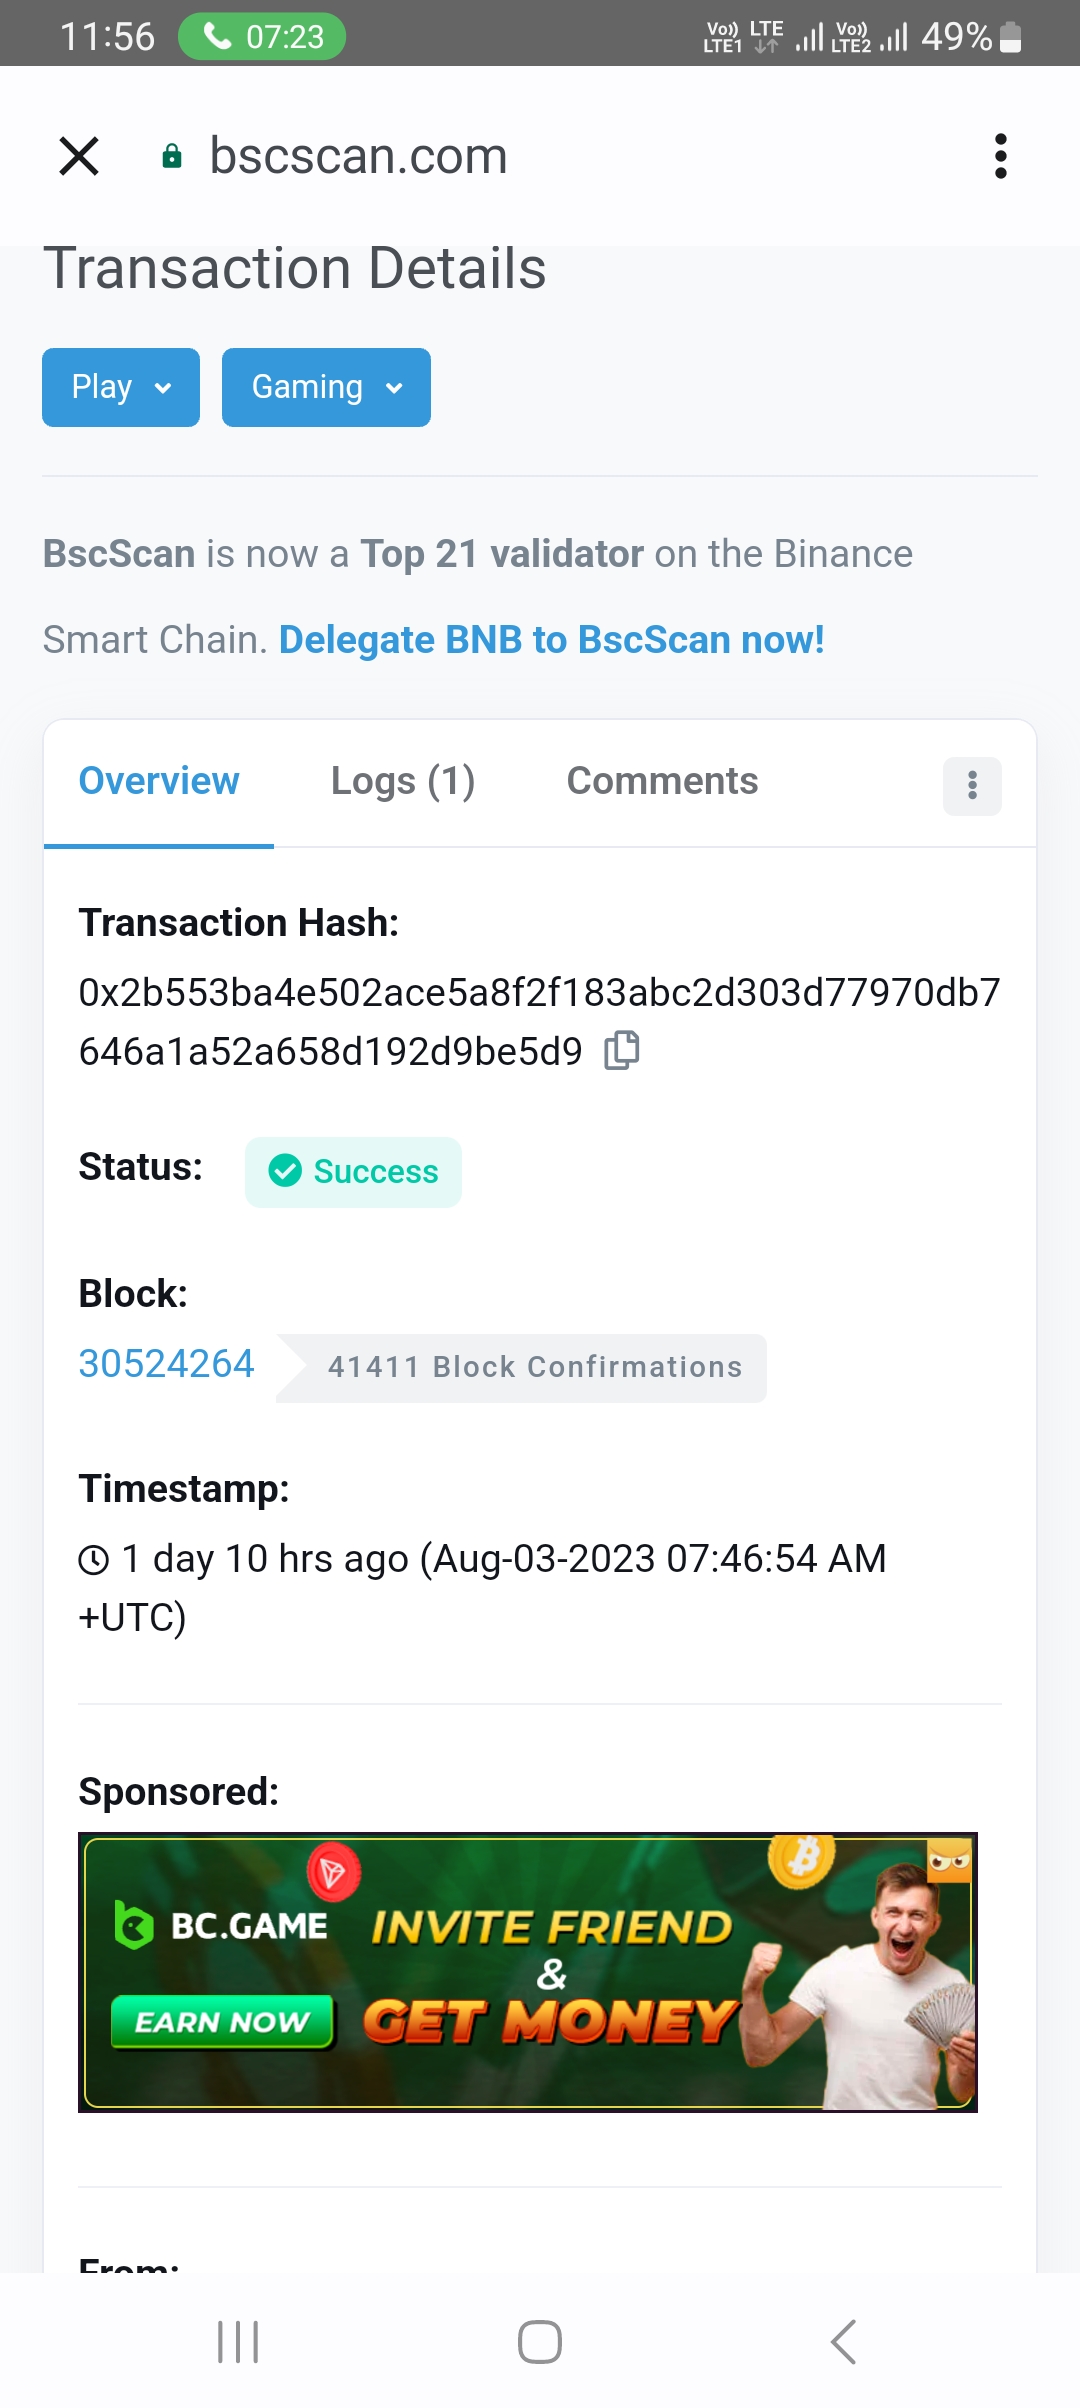 11:56 07:23 Vo)) LTE1 LTE Vo)) LTE2 49%
bscscan.com
Transaction Details
Play Gaming
BscScan is now a Top 21 validator on the Binance
Smart Chain. Delegate BNB to BscScan now!
Overview Logs (1) Comments
Transaction Hash:
0x2b553ba4e502ace5a8f2f183abc2d303d77970db7
646a1a52a658d192d9be5d9
Status: Success
Block:
30524264 41411 Block Confirmations
Timestamp:
1 day 10 hrs ago (Aug-03-2023 07:46:54 AM
+UTC)
Sponsored:
BC.GAME INVITE FRIEND
&
EARN NOW GET MONEY
From: